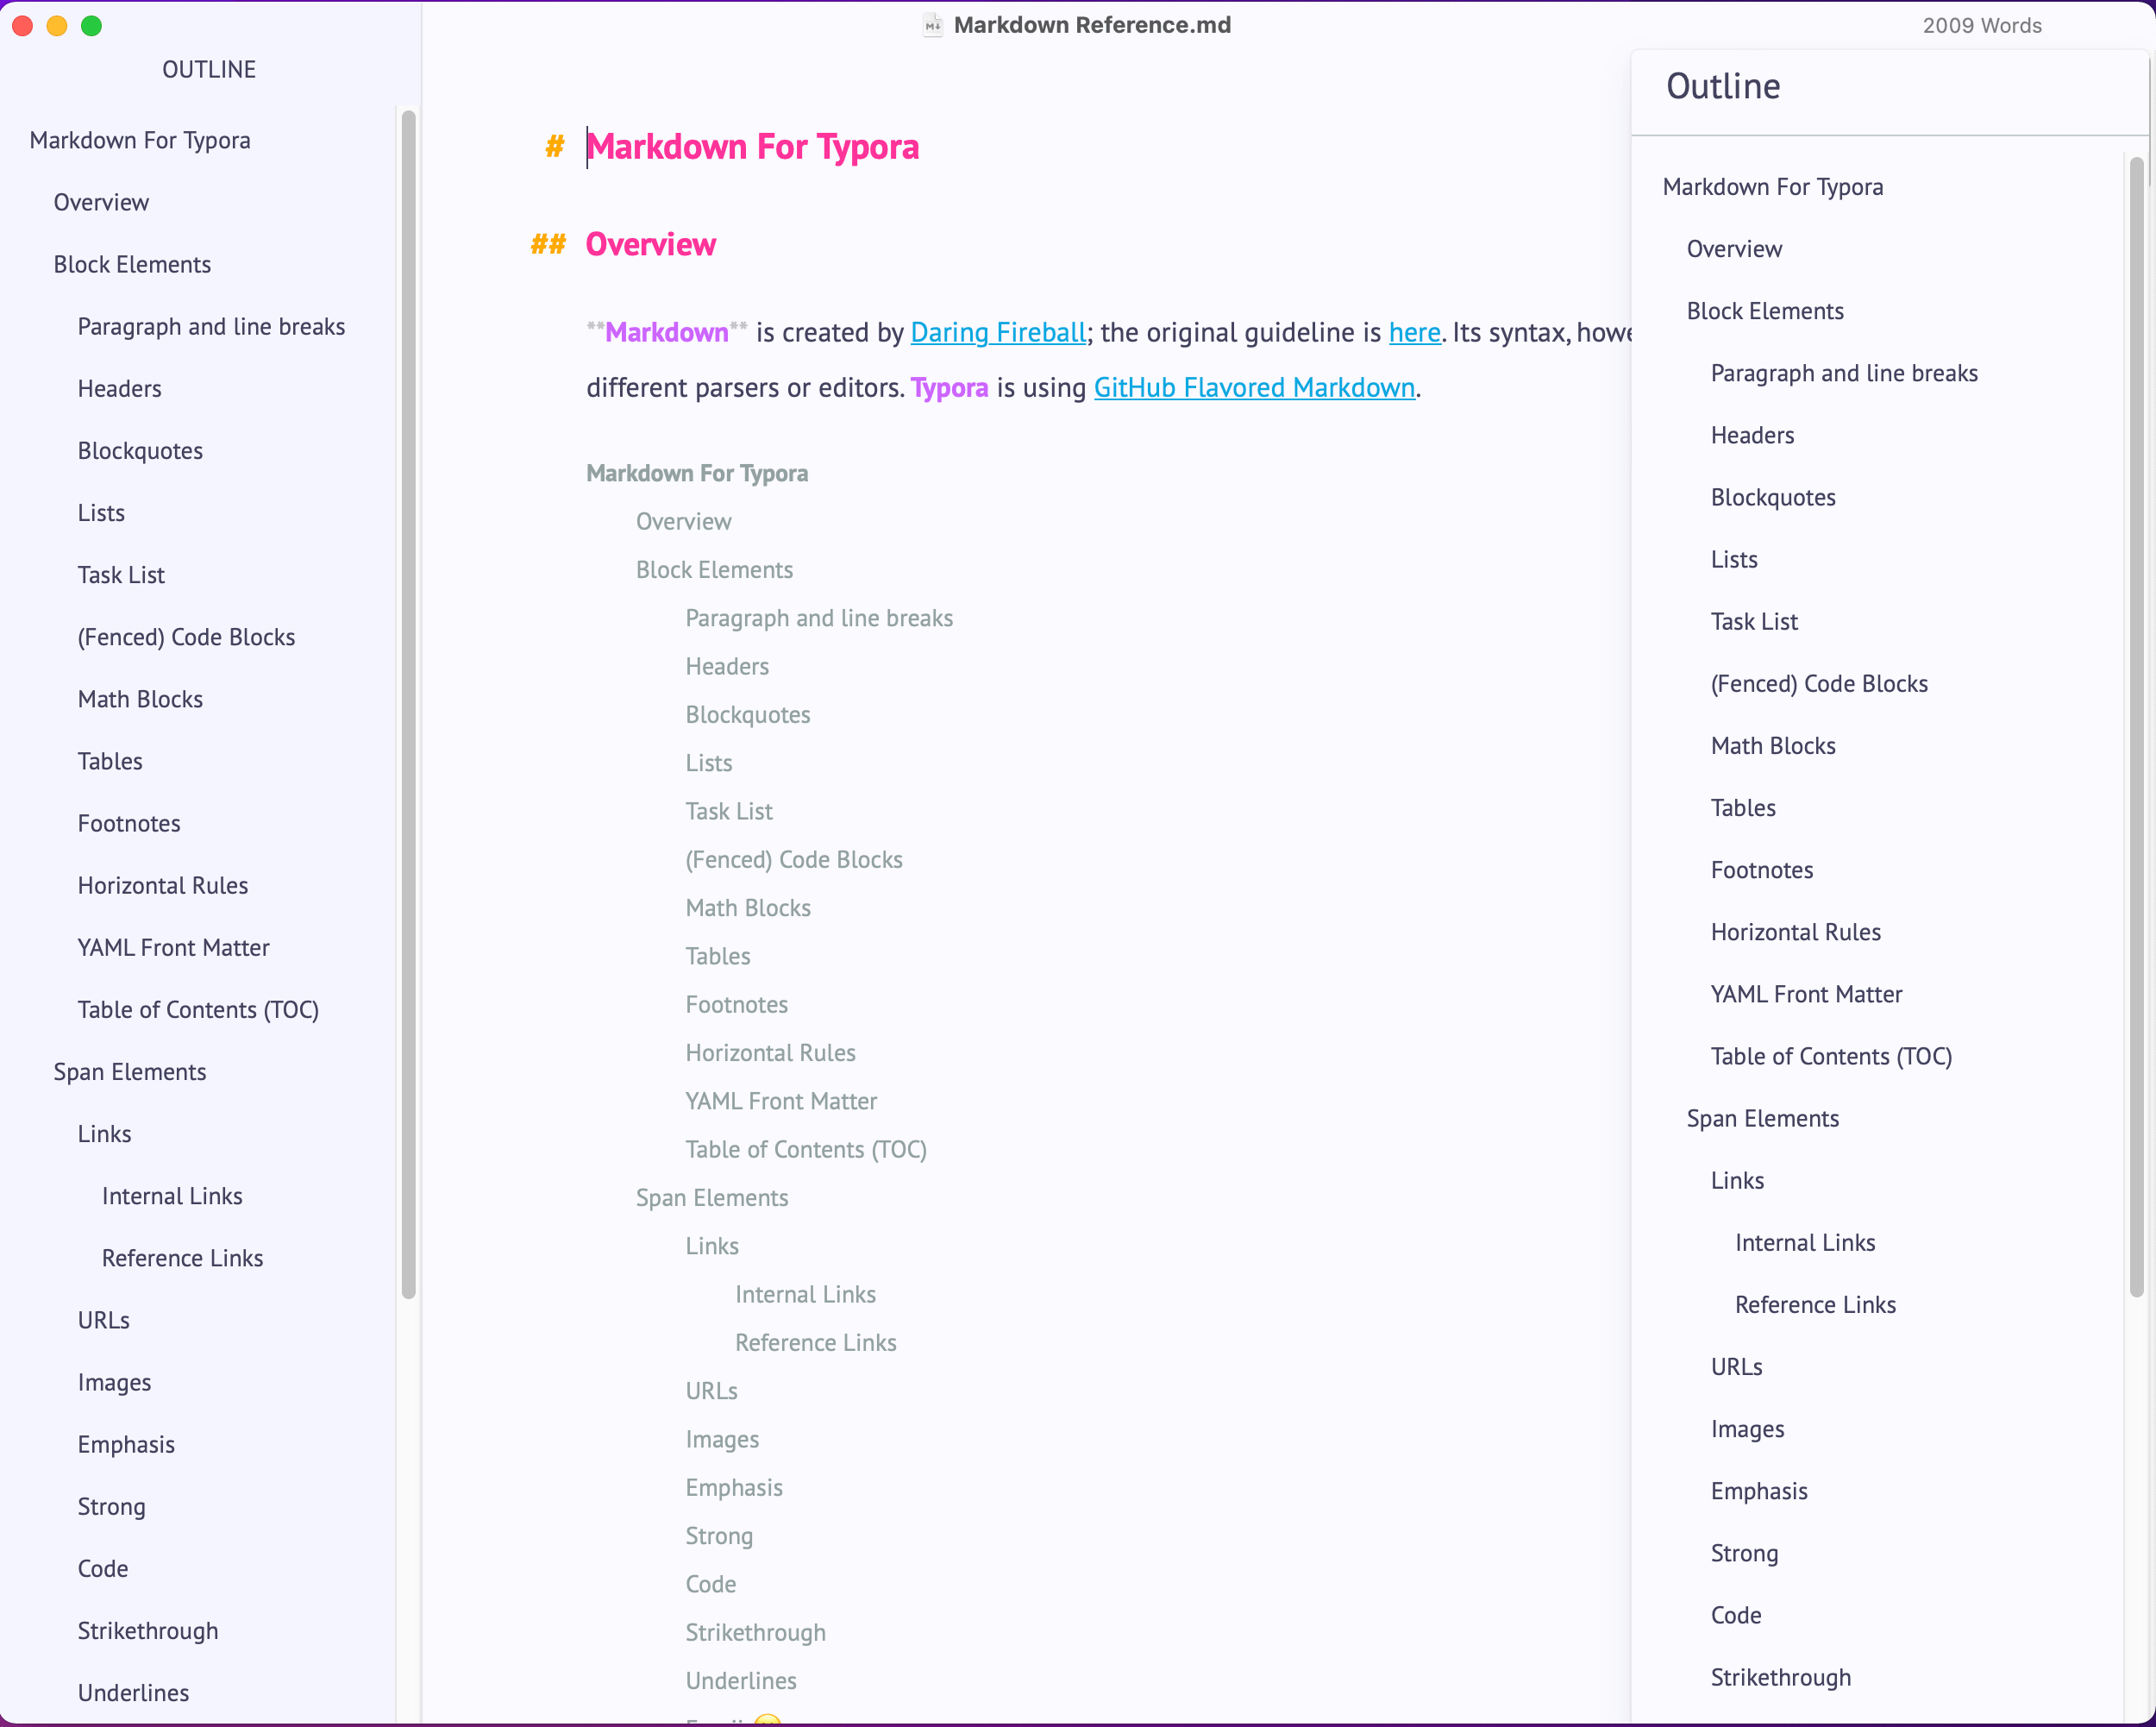 Markdown Reference.md
2009 Words
OUTLINE
Markdown For Typora
Overview
Block Elements
Paragraph and line breaks
Headers
Blockquotes
Lists
Task List
(Fenced) Code Blocks
Math Blocks
Tables
Footnotes
Horizontal Rules
YAML Front Matter
Table of Contents (TOC)
Span Elements
Links
Internal Links
Reference Links
URLs
Images
Emphasis
Strong
Code
Strikethrough
Underlines
# Markdown For Typora
## Overview
**Markdown** is created by Daring Fireball; the original guideline is here. Its syntax, howe
different parsers or editors. Typora is using GitHub Flavored Markdown.
Markdown For Typora
Overview
Block Elements
Paragraph and line breaks
Headers
Blockquotes
Lists
Task List
(Fenced) Code Blocks
Math Blocks
Tables
Footnotes
Horizontal Rules
YAML Front Matter
Table of Contents (TOC)
Span Elements
Links
Internal Links
Reference Links
URLs
Images
Emphasis
Strong
Code
Strikethrough
Underlines
Outline
Markdown For Typora
Overview
Block Elements
Paragraph and line breaks
Headers
Blockquotes
Lists
Task List
(Fenced) Code Blocks
Math Blocks
Tables
Footnotes
Horizontal Rules
YAML Front Matter
Table of Contents (TOC)
Span Elements
Links
Internal Links
Reference Links
URLs
Images
Emphasis
Strong
Code
Strikethrough